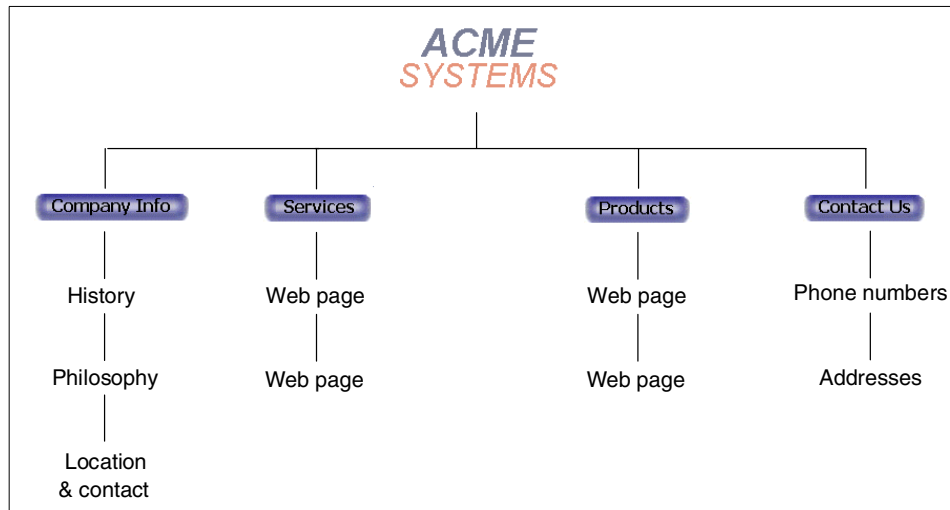 ACME
SYSTEMS
Company Info
Services
Products
Contact Us
History
Web page
Web page
Phone numbers
Philosophy
Web page
Web page
Addresses
Location
& contact